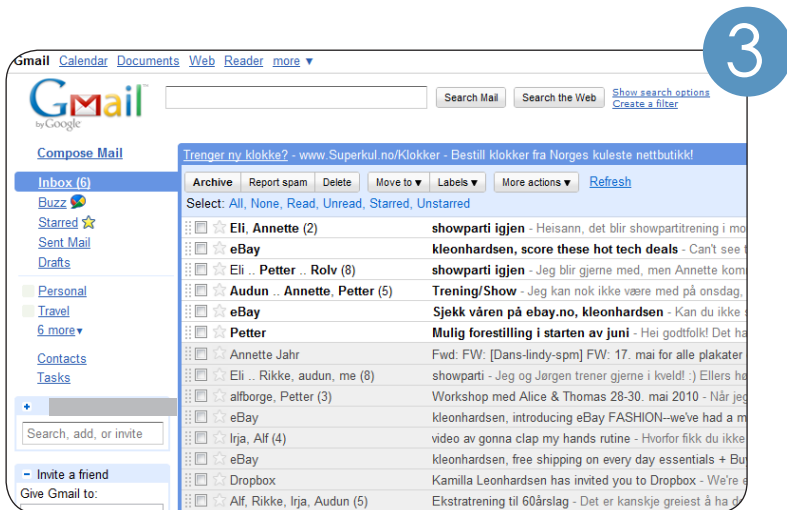 3
Gmail Calendar Documents Web Reader more ▼
Gmail™
by Google
Search Mail Search the Web Show search options
Create a filter
Compose Mail
Inbox (6)
Buzz
Starred
Sent Mail
Drafts
Personal
Travel
6 more▼
Contacts
Tasks
+
Search, add, or invite
− Invite a friend
Give Gmail to:
Trenger ny klokke? - www.Superkul.no/Klokker - Bestill klokker fra Norges kuleste nettbutikk!
Archive Report spam Delete Move to ▼ Labels ▼ More actions ▼ Refresh
Select: All, None, Read, Unread, Starred, Unstarred
Eli, Annette (2) showparti igjen - Heisann, det blir showpartitrening i mo
eBay kleonhardsen, score these hot tech deals - Can't see t
Eli .. Petter .. Rolv (8) showparti igjen - Jeg blir gjerne med, men Annette kom
Audun .. Annette, Petter (5) Trening/Show - Jeg kan nok ikke være med på onsdag,
eBay Sjekk våren på ebay.no, kleonhardsen - Kan du ikke
Petter Mulig forestilling i starten av juni - Hei godtfolk! Det ha
Annette Jahr Fwd: FW: [Dans-lindy-spm] FW: 17. mai for alle plakater
Eli .. Rikke, audun, me (8) showparti - Jeg og Jørgen trener gjerne i kveld! :) Ellers hø
alfborge, Petter (3) Workshop med Alice & Thomas 28-30. mai 2010 - Når jeg
eBay kleonhardsen, introducing eBay FASHION--we've had a m
Irja, Alf (4) video av gonna clap my hands rutine - Hvorfor fikk du ikke
eBay kleonhardsen, free shipping on every day essentials + Bu
Dropbox Kamilla Leonhardsen has invited you to Dropbox - We're e
Alf, Rikke, Irja, Audun (5) Ekstratrening til 60årslag - Det er kanskje greiest å ha d